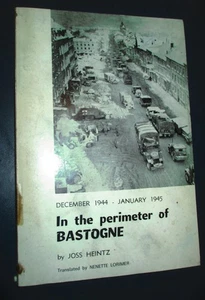 DECEMBER 1944 - JANUARY 1945
In the perimeter of
BASTOGNE
by JOSS HEINTZ
Translated by NENETTE LORIMIER